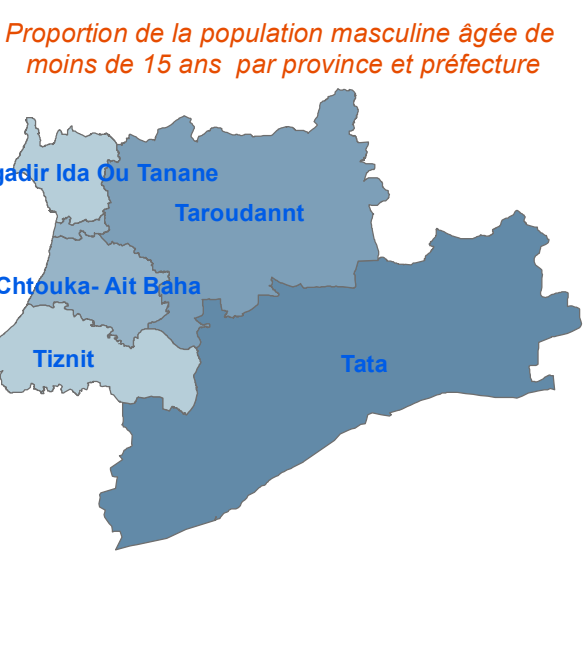 Proportion de la population masculine âgée de
moins de 15 ans par province et préfecture
gadir Ida Ou Tanane
Taroudannt
Chtouka- Ait Baha
Tiznit
Tata